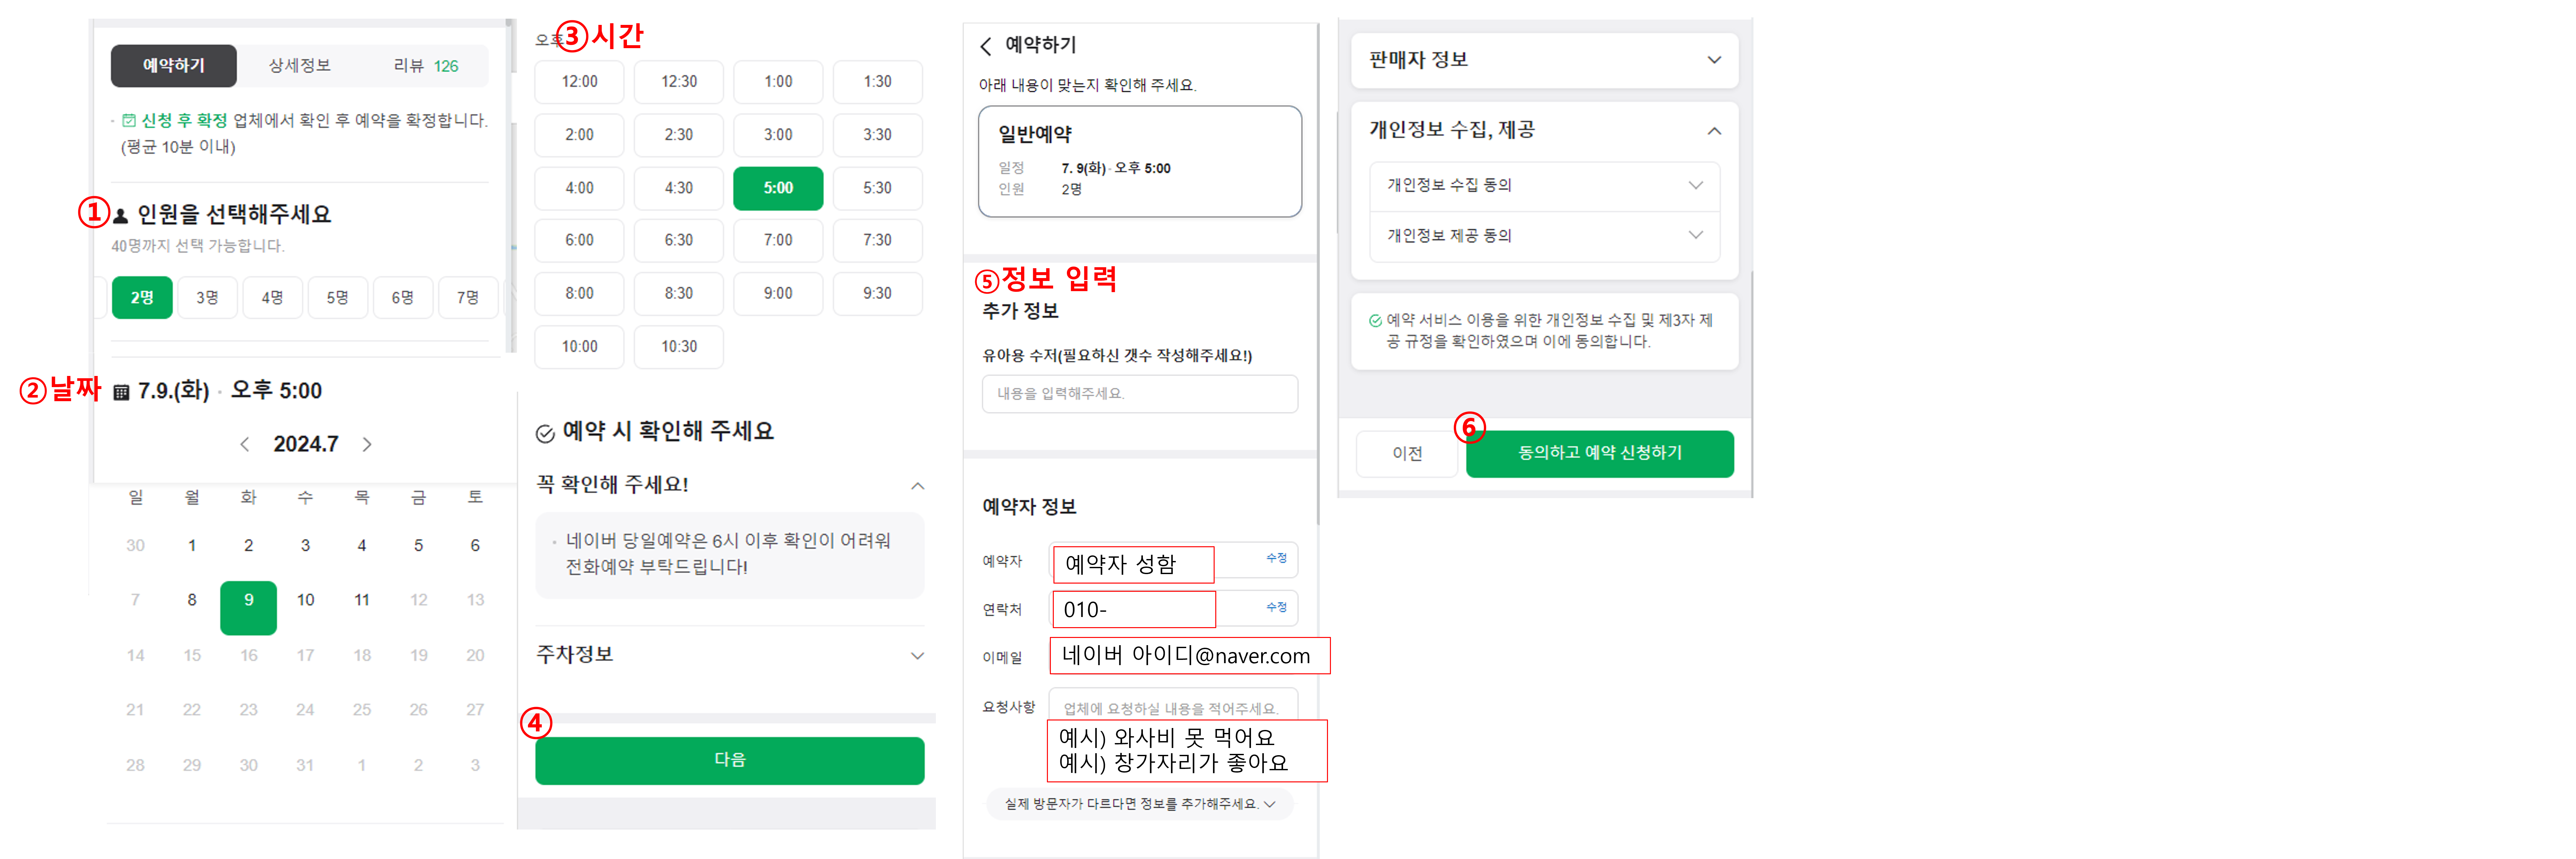 예약하기 상세정보 리뷰 126
· 신청 후 확정 업체에서 확인 후 예약을 확정합니다.
(평균 10분 이내)
① 인원을 선택해주세요
40명까지 선택 가능합니다.
2명 3명 4명 5명 6명 7명
②날짜 7.9.(화) · 오후 5:00
< 2024.7 >
일 월 화 수 목 금 토
30 1 2 3 4 5 6
7 8 9 10 11 12 13
14 15 16 17 18 19 20
21 22 23 24 25 26 27
28 29 30 31 1 2 3
오후 ③시간
12:00 12:30 1:00 1:30
2:00 2:30 3:00 3:30
4:00 4:30 5:00 5:30
6:00 6:30 7:00 7:30
8:00 8:30 9:00 9:30
10:00 10:30
예약 시 확인해 주세요
꼭 확인해 주세요!
· 네이버 당일예약은 6시 이후 확인이 어려워
전화예약 부탁드립니다!
주차정보
④
다음
< 예약하기
아래 내용이 맞는지 확인해 주세요.
일반예약
일정 7. 9(화)·오후 5:00
인원 2명
⑤정보 입력
추가 정보
유아용 수저(필요하신 갯수 작성해주세요!)
내용을 입력해주세요.
예약자 정보
예약자 예약자 성함 수정
연락처 010- 수정
이메일 네이버 아이디@naver.com
요청사항 업체에 요청하실 내용을 적어주세요.
예시) 와사비 못 먹어요
예시) 창가자리가 좋아요
실제 방문자가 다르다면 정보를 추가해주세요.
판매자 정보
개인정보 수집, 제공
개인정보 수집 동의
개인정보 제공 동의
예약 서비스 이용을 위한 개인정보 수집 및 제3자 제
공 규정을 확인하였으며 이에 동의합니다.
⑥
이전 동의하고 예약 신청하기